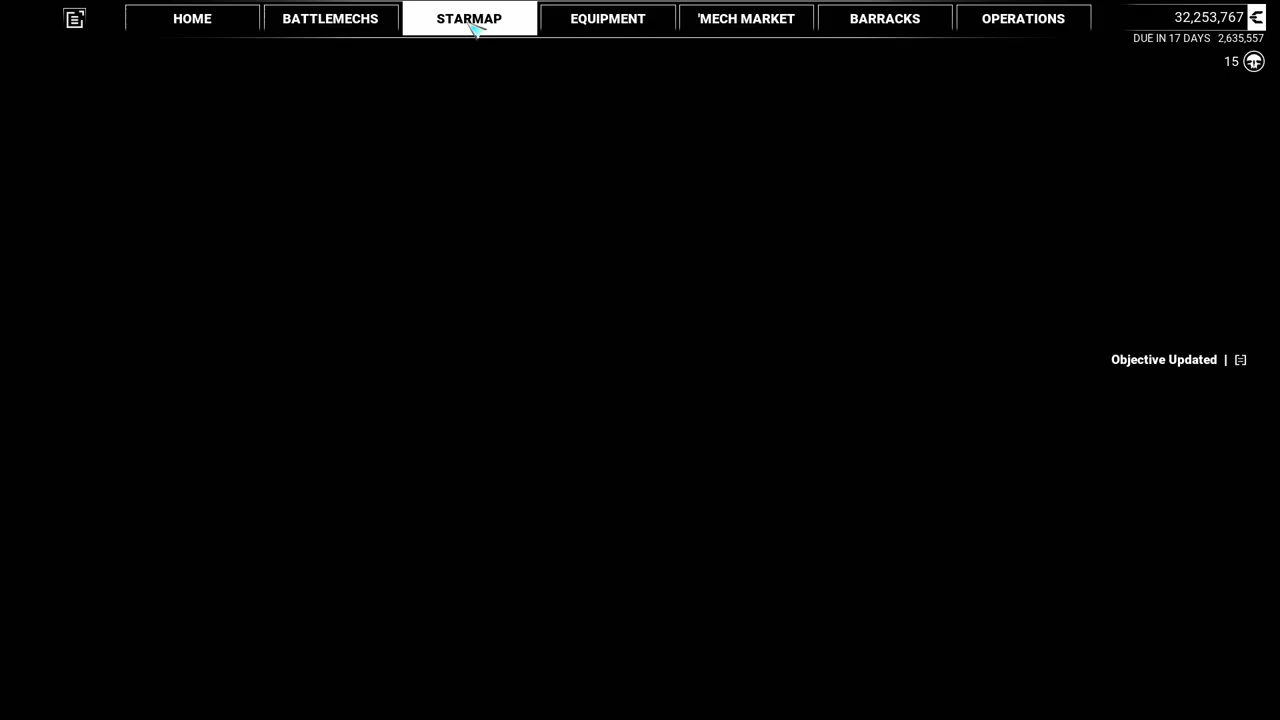 HOME
BATTLEMECHS
STARMAP
EQUIPMENT
'MECH MARKET
BARRACKS
OPERATIONS
32,253,767
DUE IN 17 DAYS 2,635,557
15
Objective Updated |